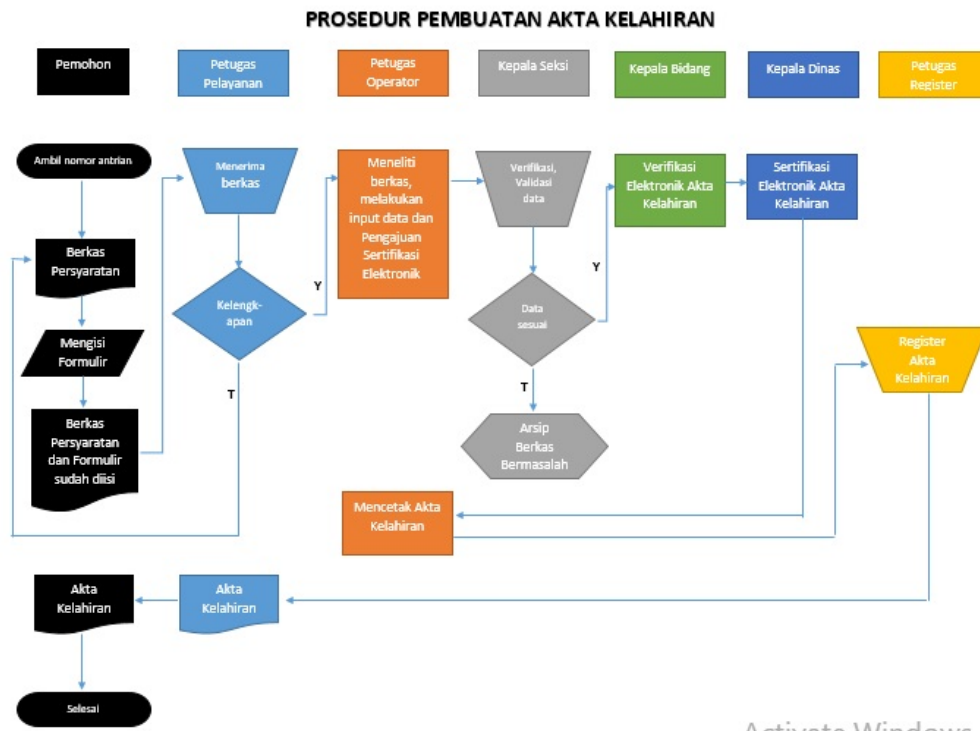 PROSEDUR PEMBUATAN AKTA KELAHIRAN
Pemohon
Petugas
Pelayanan
Petugas
Operator
Kepala Seksi
Kepala Bidang
Kepala Dinas
Petugas
Register
Ambil nomor antrian
Menerima
berkas
Meneliti
berkas,
melakukan
input data dan
Pengajuan
Sertifikasi
Elektronik
Verifikasi,
Validasi
data
Verifikasi
Elektronik Akta
Kelahiran
Sertifikasi
Elektronik Akta
Kelahiran
Berkas
Persyaratan
Kelengk-
apan
Y
Data
sesuai
Y
Mengisi
Formulir
Register
Akta
Kelahiran
T
T
Berkas
Persyaratan
dan Formulir
sudah diisi
Arsip
Berkas
Bermasalah
Mencetak Akta
Kelahiran
Akta
Kelahiran
Akta
Kelahiran
Selesai
Activate Windows